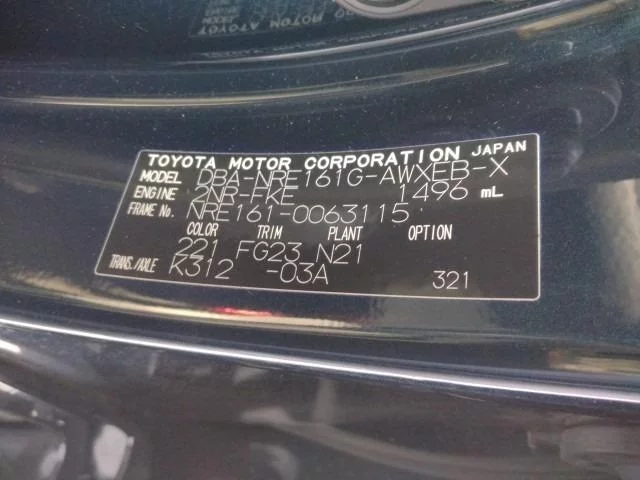 TOYOTA MOTOR CORPORATION JAPAN
MODEL DBA-NRE161G-AWXEB-X
ENGINE 2NR-FKE 1496 mL
FRAME No. NRE161-0063115
COLOR TRIM PLANT OPTION
221 FG23 N21
TRANS./AXLE K312 -03A 321